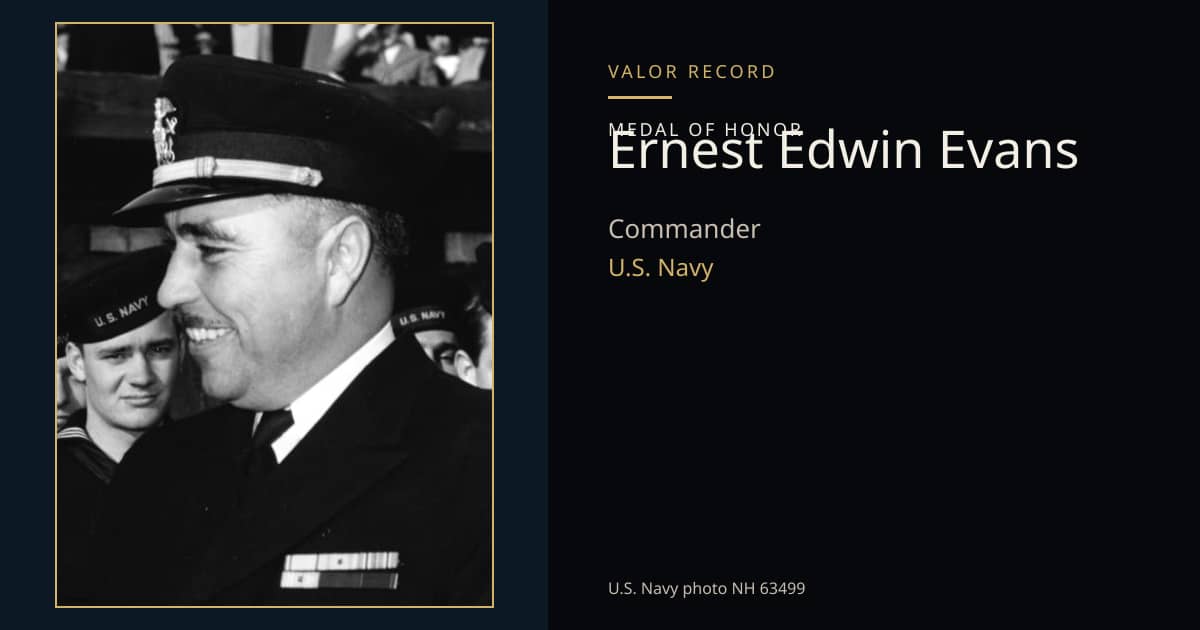 VALOR RECORD
MEDAL OF HONOR
Ernest Edwin Evans
Commander
U.S. Navy
U.S. NAVY
U.S. NAVY
U.S. Navy photo NH 63499